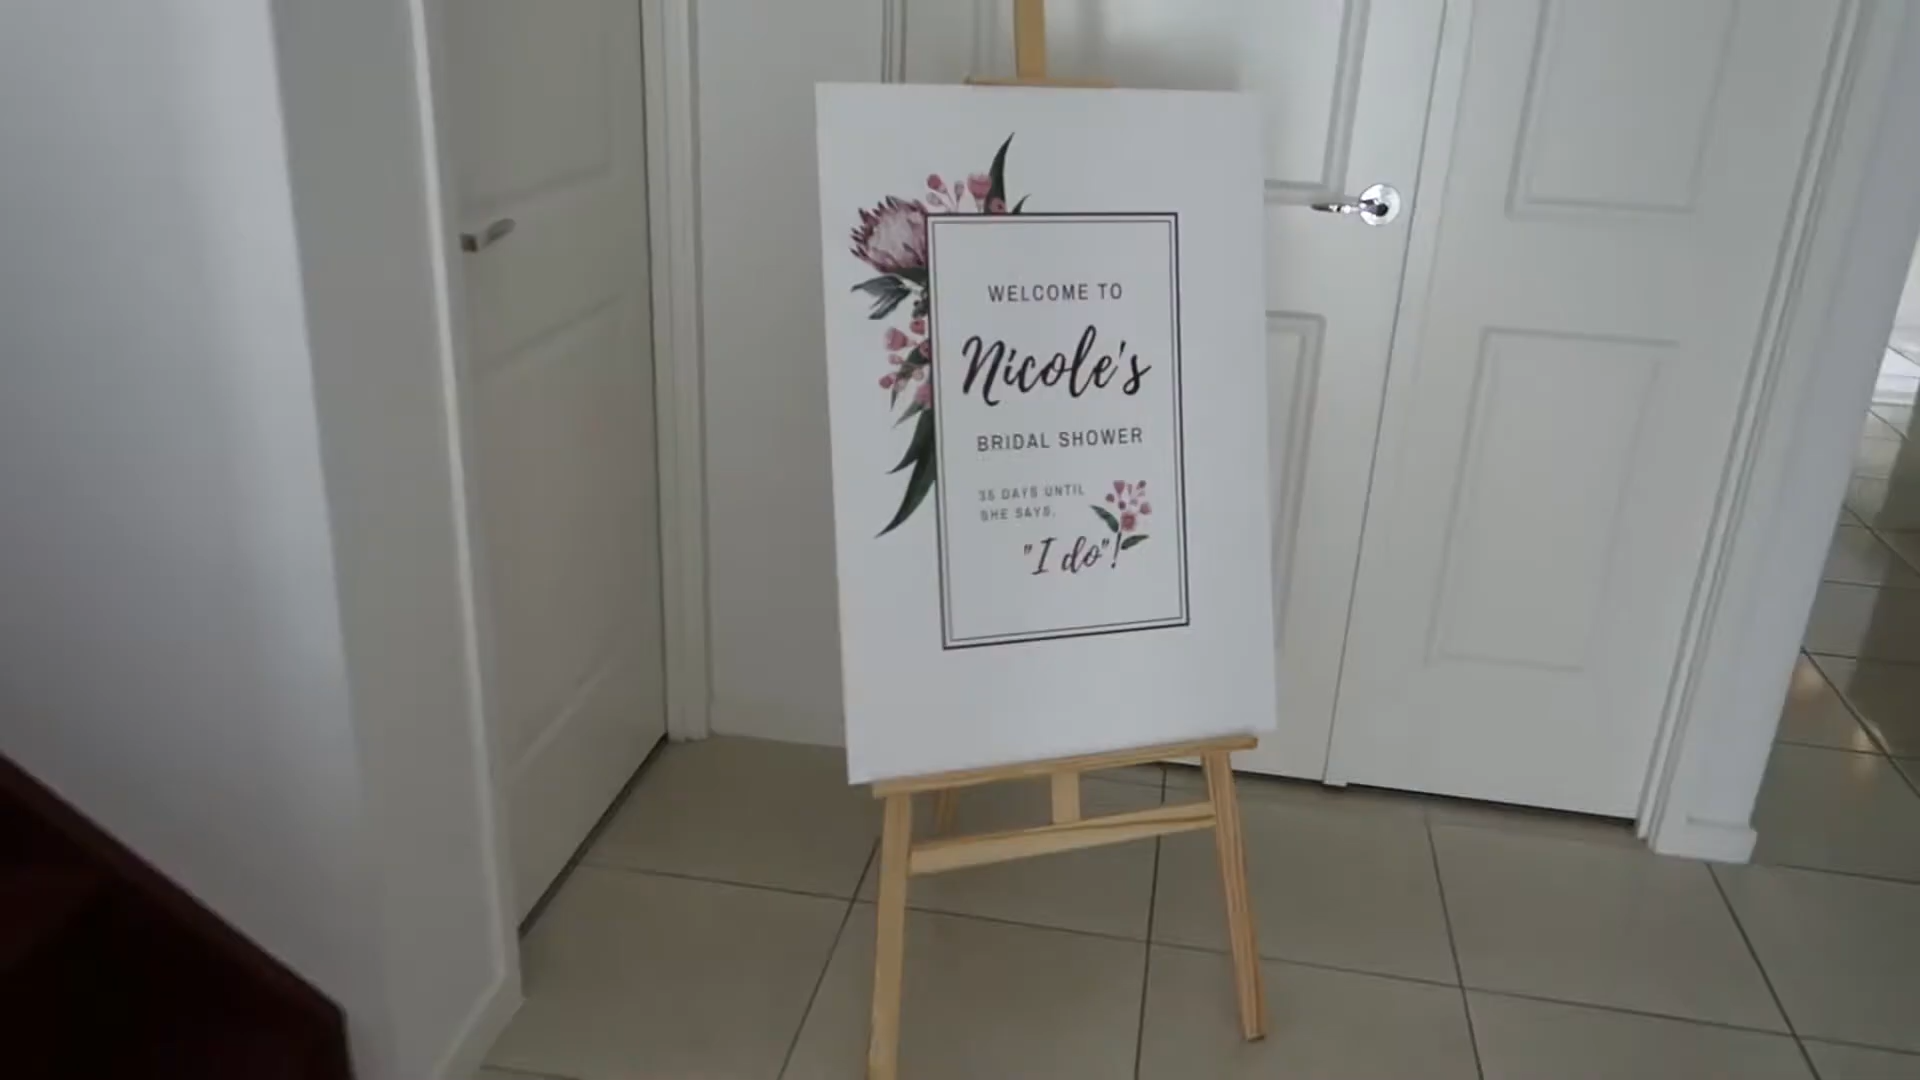 WELCOME TO
Nicole's
BRIDAL SHOWER
35 DAYS UNTIL
SHE SAYS,
"I do"!